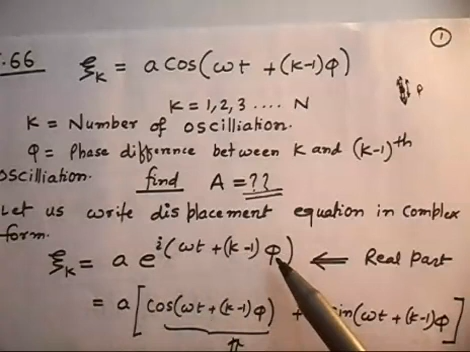 ①
.66 ξK = a cos(ωt + (K-1)φ)
K = 1,2,3 .... N
P
K = Number of oscilliation.
φ = Phase difference between K and (K-1)th
oscilliation. find A = ??
Let us write displacement equation in complex
form.
ξK = a e^i(ωt + (K-1)φ) ⇐ Real part
= a[cos(ωt + (K-1)φ) + in(ωt + (K-1)φ]